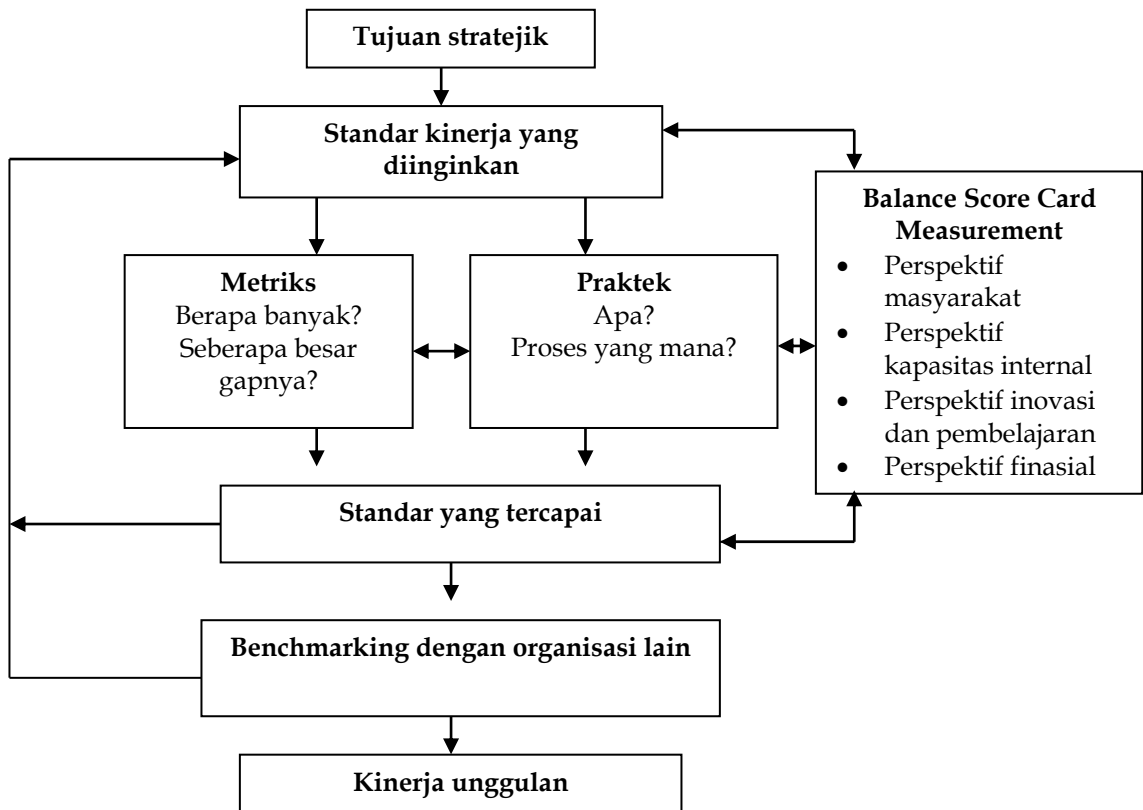 Tujuan stratejik
Standar kinerja yang
diinginkan
Metriks
Berapa banyak?
Seberapa besar
gapnya?
Praktek
Apa?
Proses yang mana?
Balance Score Card
Measurement
• Perspektif
masyarakat
• Perspektif
kapasitas internal
• Perspektif inovasi
dan pembelajaran
• Perspektif finasial
Standar yang tercapai
Benchmarking dengan organisasi lain
Kinerja unggulan